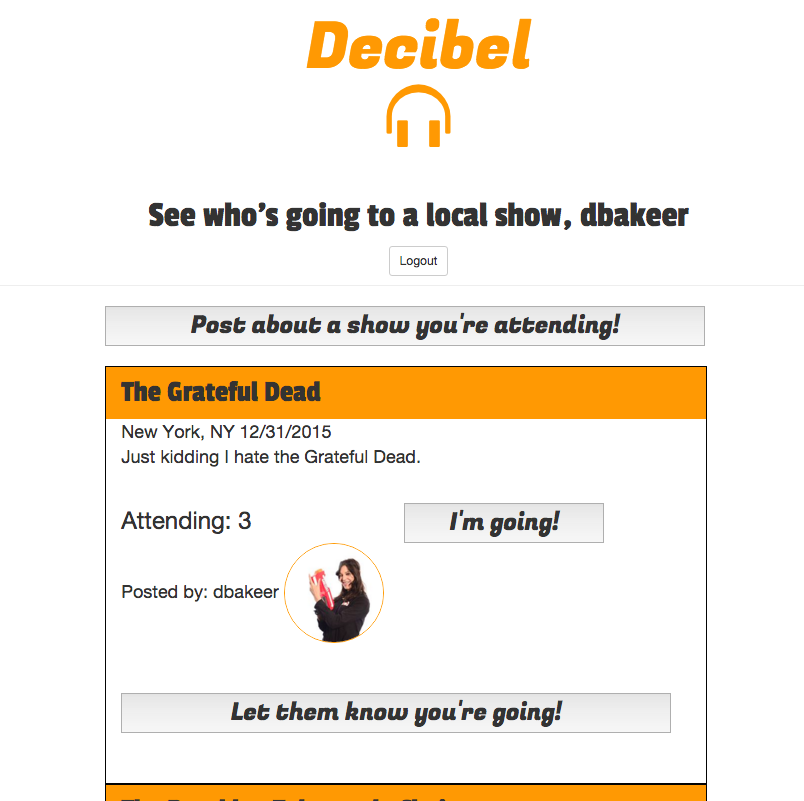 Decibel
See who's going to a local show, dbakeer
Logout
Post about a show you're attending!
The Grateful Dead
New York, NY 12/31/2015
Just kidding I hate the Grateful Dead.
Attending: 3
I'm going!
Posted by: dbakeer
Let them know you're going!